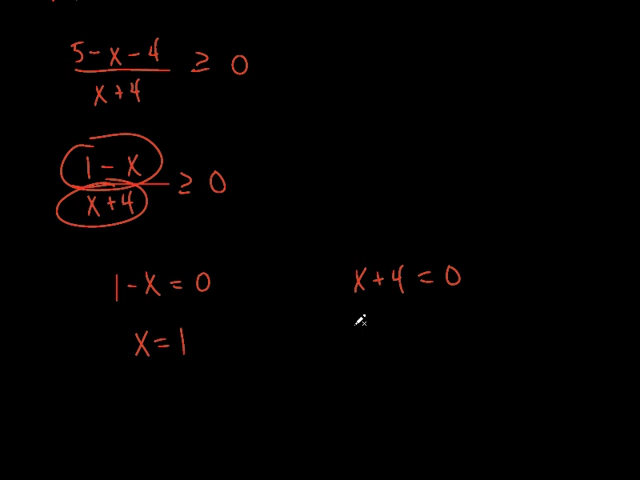 5-x-4
─────── ≥ 0
x+4
1-x
─────── ≥ 0
x+4
1-x=0 x+4=0
x=1